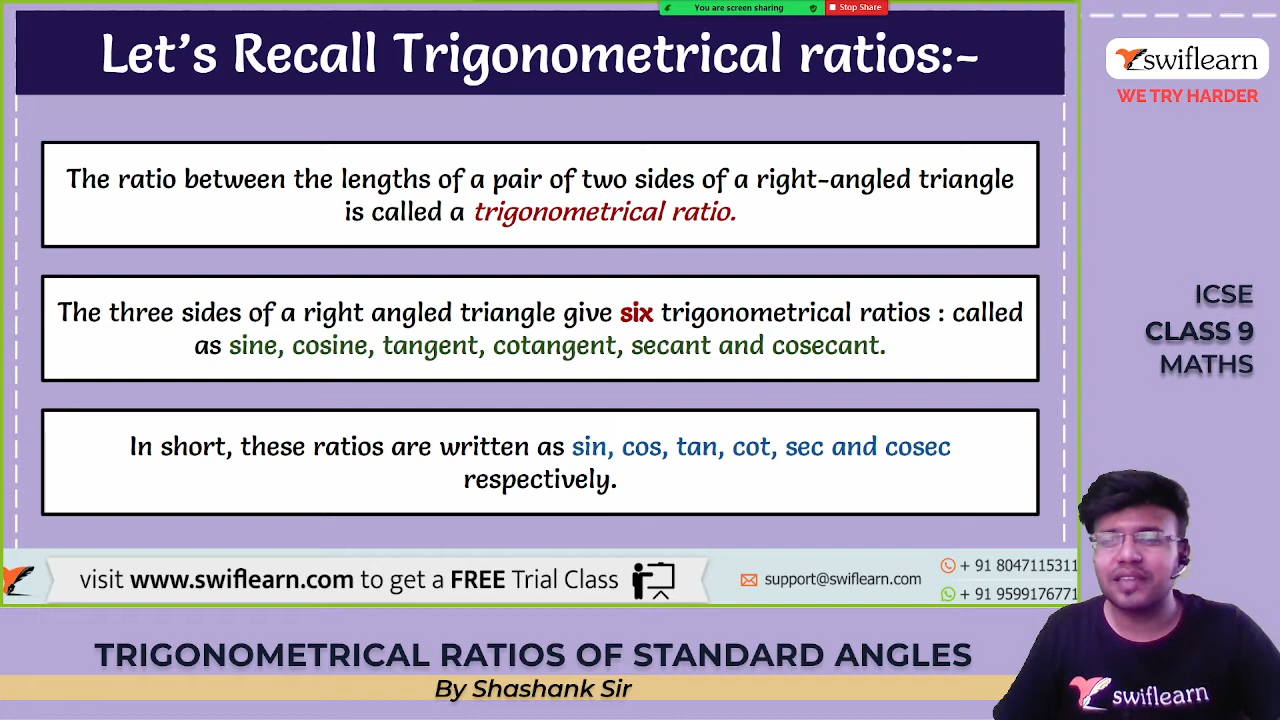 You are screen sharing
Stop Share
Let's Recall Trigonometrical ratios:~
swiflearn
WE TRY HARDER
The ratio between the lengths of a pair of two sides of a right-angled triangle
is called a trigonometrical ratio.
The three sides of a right angled triangle give six trigonometrical ratios : called
as sine, cosine, tangent, cotangent, secant and cosecant.
In short, these ratios are written as sin, cos, tan, cot, sec and cosec
respectively.
ICSE
CLASS 9
MATHS
visit www.swiflearn.com to get a FREE Trial Class
support@swiflearn.com
+ 91 8047115311
+ 91 9599176771
TRIGONOMETRICAL RATIOS OF STANDARD ANGLES
By Shashank Sir
swiflearn